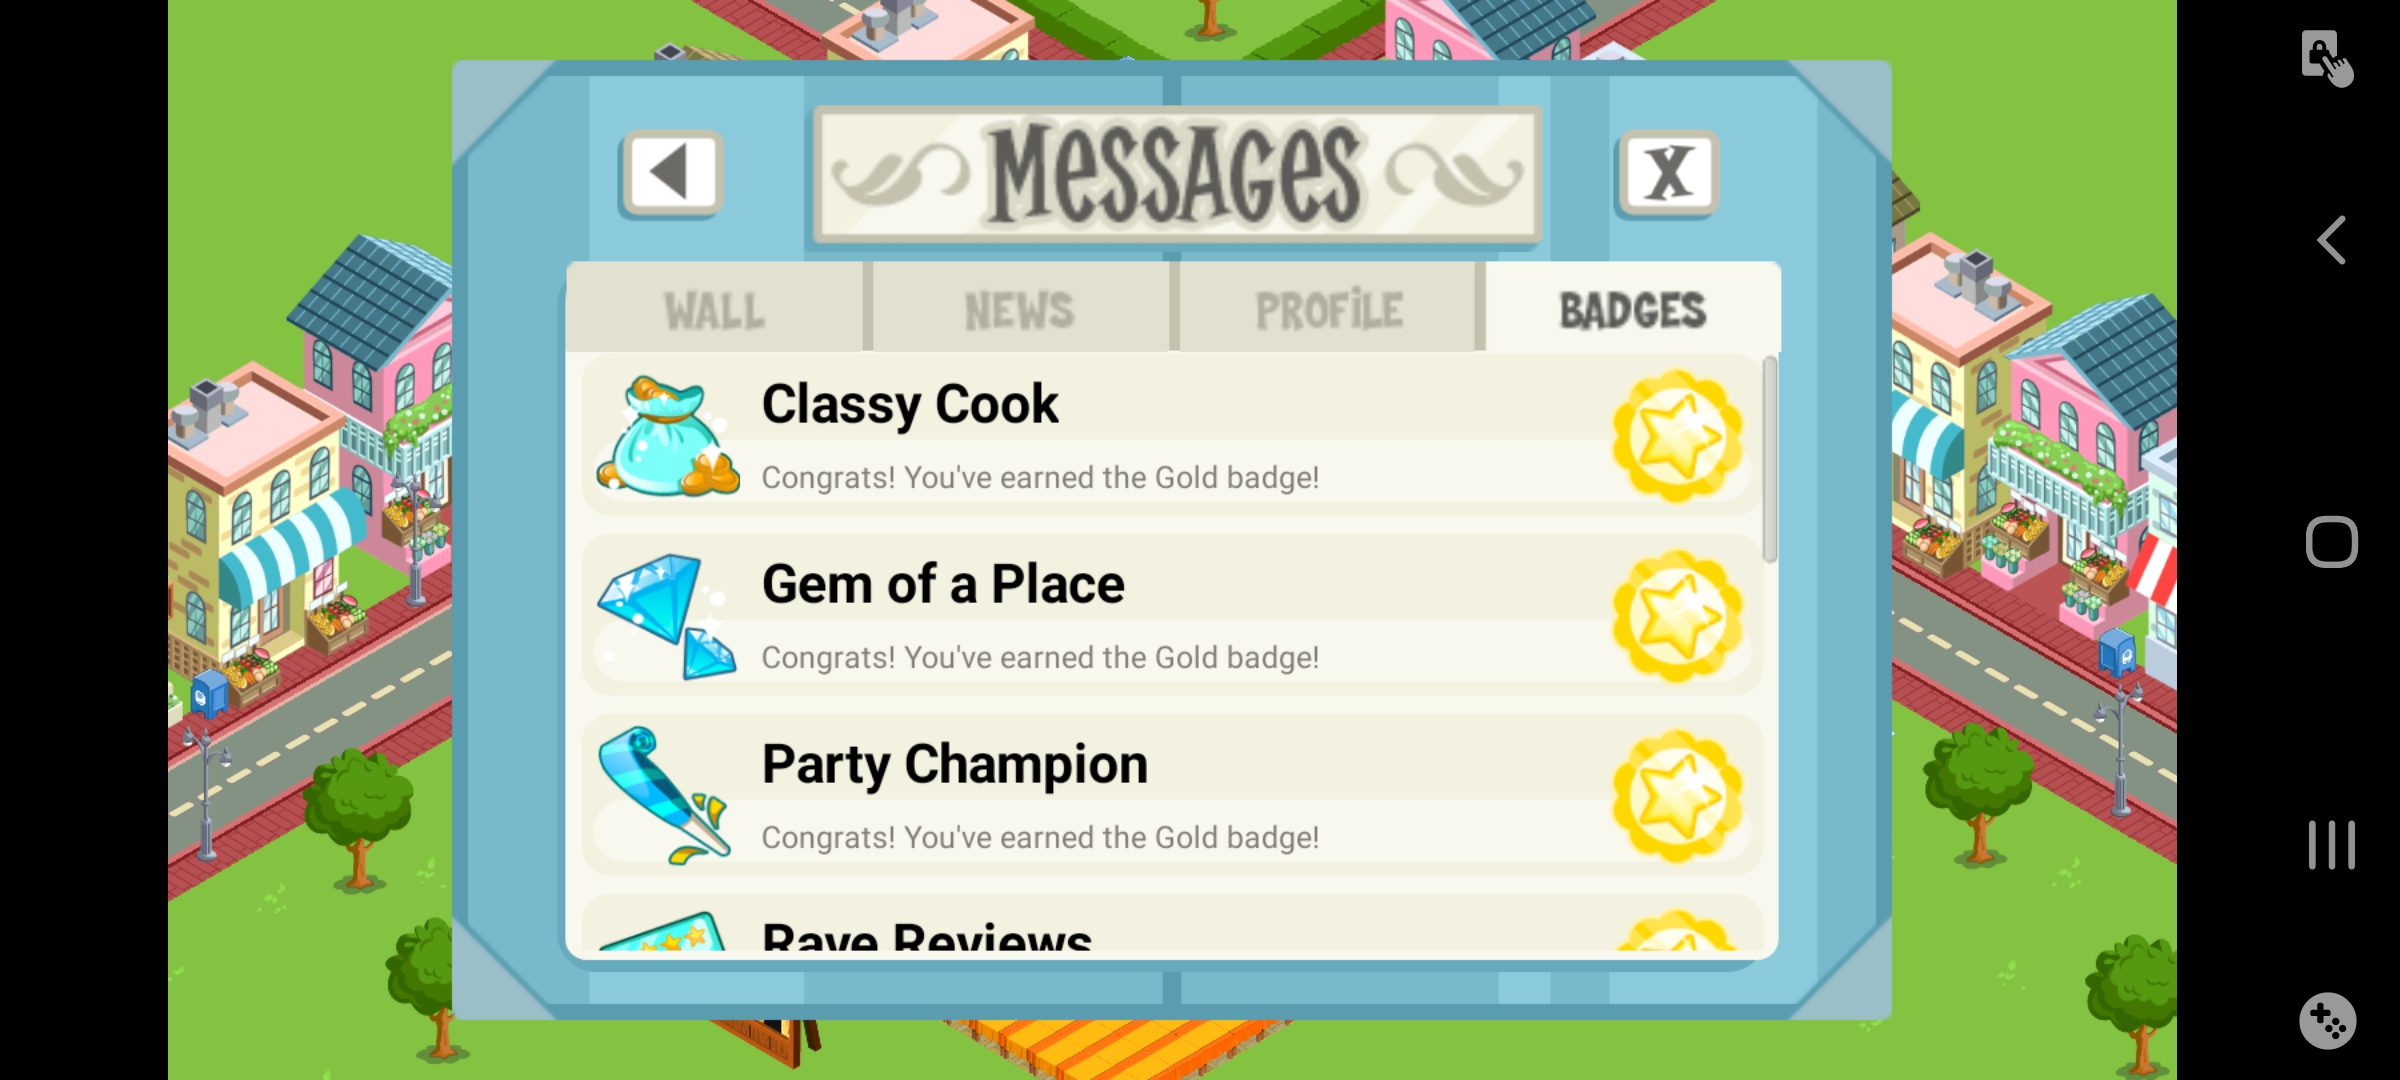 Messages
X
WALL
NEWS
PROFiLE
BADGES
Classy Cook
Congrats! You've earned the Gold badge!
Gem of a Place
Congrats! You've earned the Gold badge!
Party Champion
Congrats! You've earned the Gold badge!
Rave Reviews